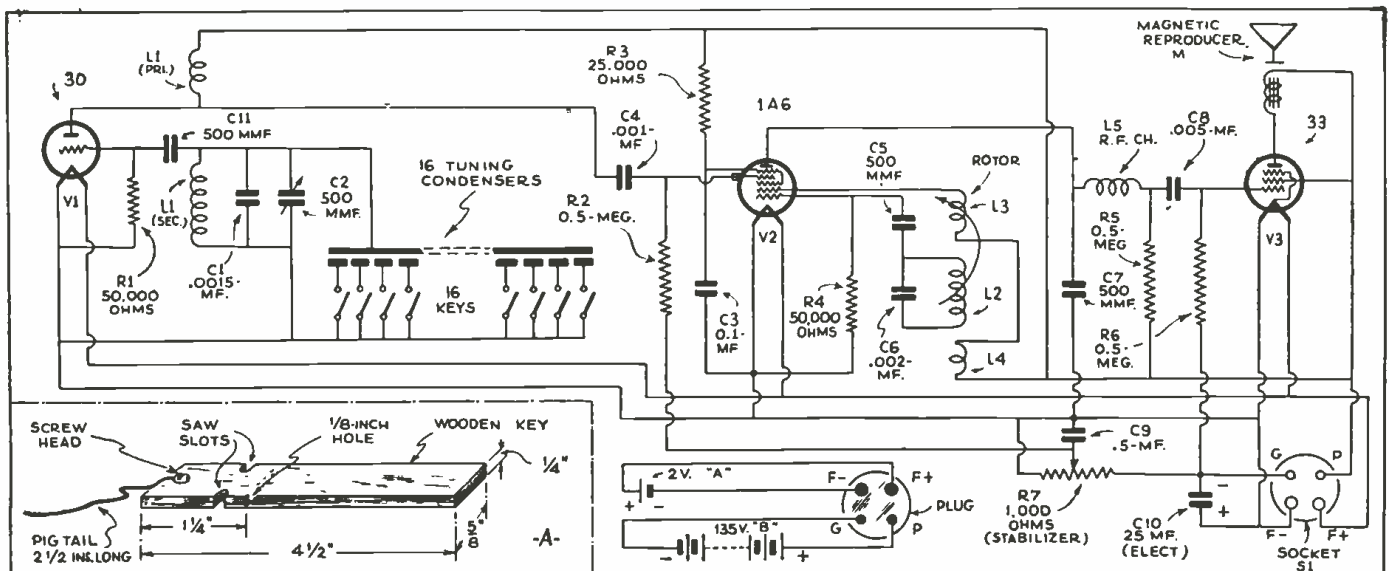 30
V1
L1
(PRI.)
C11
500 MMF
L1
(SEC.)
R1
50,000
OHMS
C1
.0015-
MF.
C2
500
MMF.
16 TUNING
CONDENSERS
16
KEYS
C4
.001-
MF
R2
0.5-MEG.
R3
25,000
OHMS
1A6
V2
C3
0.1-
MF
R4
50,000
OHMS
C5
500
MMF
C6
.002-
MF.
ROTOR
L3
L2
L4
MAGNETIC
REPRODUCER,
M
L5
R.F. CH.
C8
.005-MF.
33
V3
R5
0.5-
MEG
C7
500
MMF.
R6
0.5-
MEG.
C9
.5-MF.
R7
1,000
OHMS
(STABILIZER)
C10
25 MF.
(ELECT)
- +
G P
F- F+
SOCKET
S1
SCREW
HEAD
SAW
SLOTS
1/8-INCH
HOLE
WOODEN KEY
1/4"
5/8"
1 1/4"
4 1/2"
PIG TAIL
2 1/2 INS. LONG
-A-
2V. "A"
+ -
135V. "B"
- +
F- F+
G P
PLUG